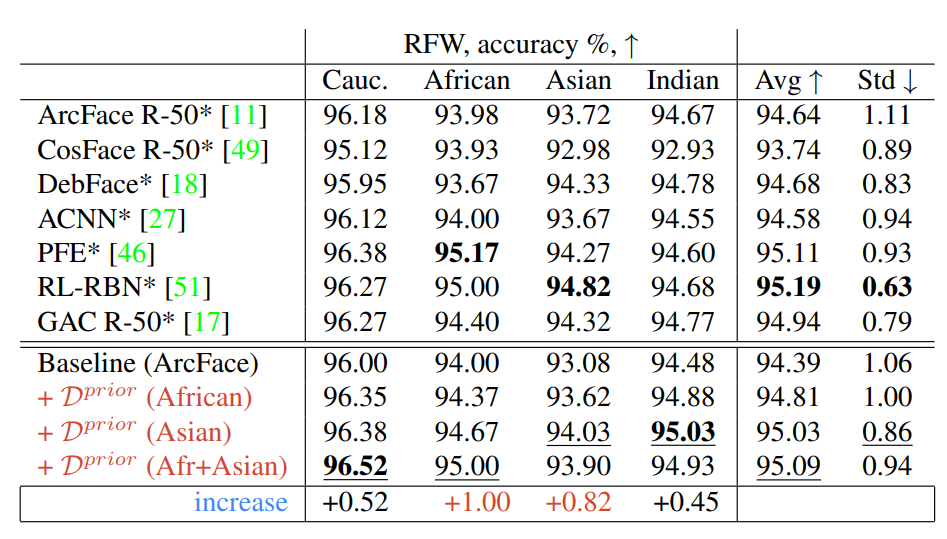 RFW, accuracy %, ↑
Cauc. African Asian Indian Avg ↑ Std ↓
ArcFace R-50* [11] 96.18 93.98 93.72 94.67 94.64 1.11
CosFace R-50* [49] 95.12 93.93 92.98 92.93 93.74 0.89
DebFace* [18] 95.95 93.67 94.33 94.78 94.68 0.83
ACNN* [27] 96.12 94.00 93.67 94.55 94.58 0.94
PFE* [46] 96.38 95.17 94.27 94.60 95.11 0.93
RL-RBN* [51] 96.27 95.00 94.82 94.68 95.19 0.63
GAC R-50* [17] 96.27 94.40 94.32 94.77 94.94 0.79
Baseline (ArcFace) 96.00 94.00 93.08 94.48 94.39 1.06
+ 𝒟^prior (African) 96.35 94.37 93.62 94.88 94.81 1.00
+ 𝒟^prior (Asian) 96.38 94.67 94.03 95.03 95.03 0.86
+ 𝒟^prior (Afr+Asian) 96.52 95.00 93.90 94.93 95.09 0.94
increase +0.52 +1.00 +0.82 +0.45